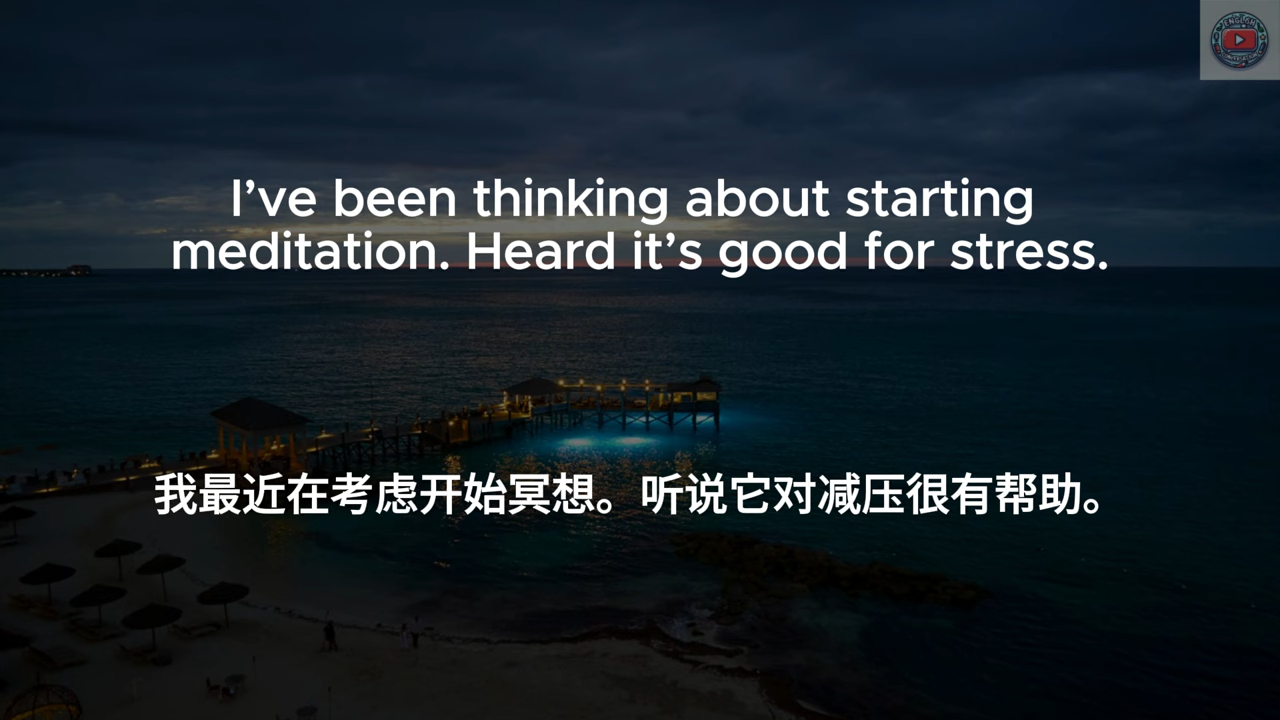 I’ve been thinking about starting
meditation. Heard it’s good for stress.
我最近在考虑开始冥想。听说它对减压很有帮助。